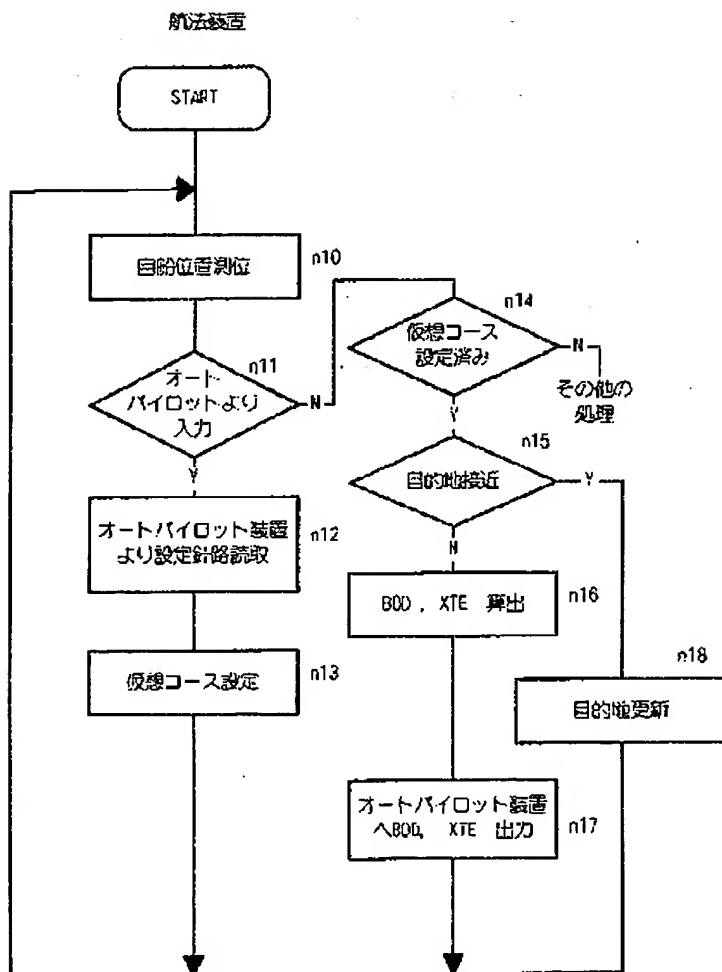 航法装置
START
自船位置測位
n10
オート
パイロットより
入力
n11
N
Y
オートパイロット装置
より設定針路読取
n12
仮想コース設定
n13
仮想コース
設定済み
n14
N
その他の
処理
Y
目的地接近
n15
Y
N
BOD, XTE 算出
n16
オートパイロット装置
へBOD, XTE 出力
n17
n18
目的地更新